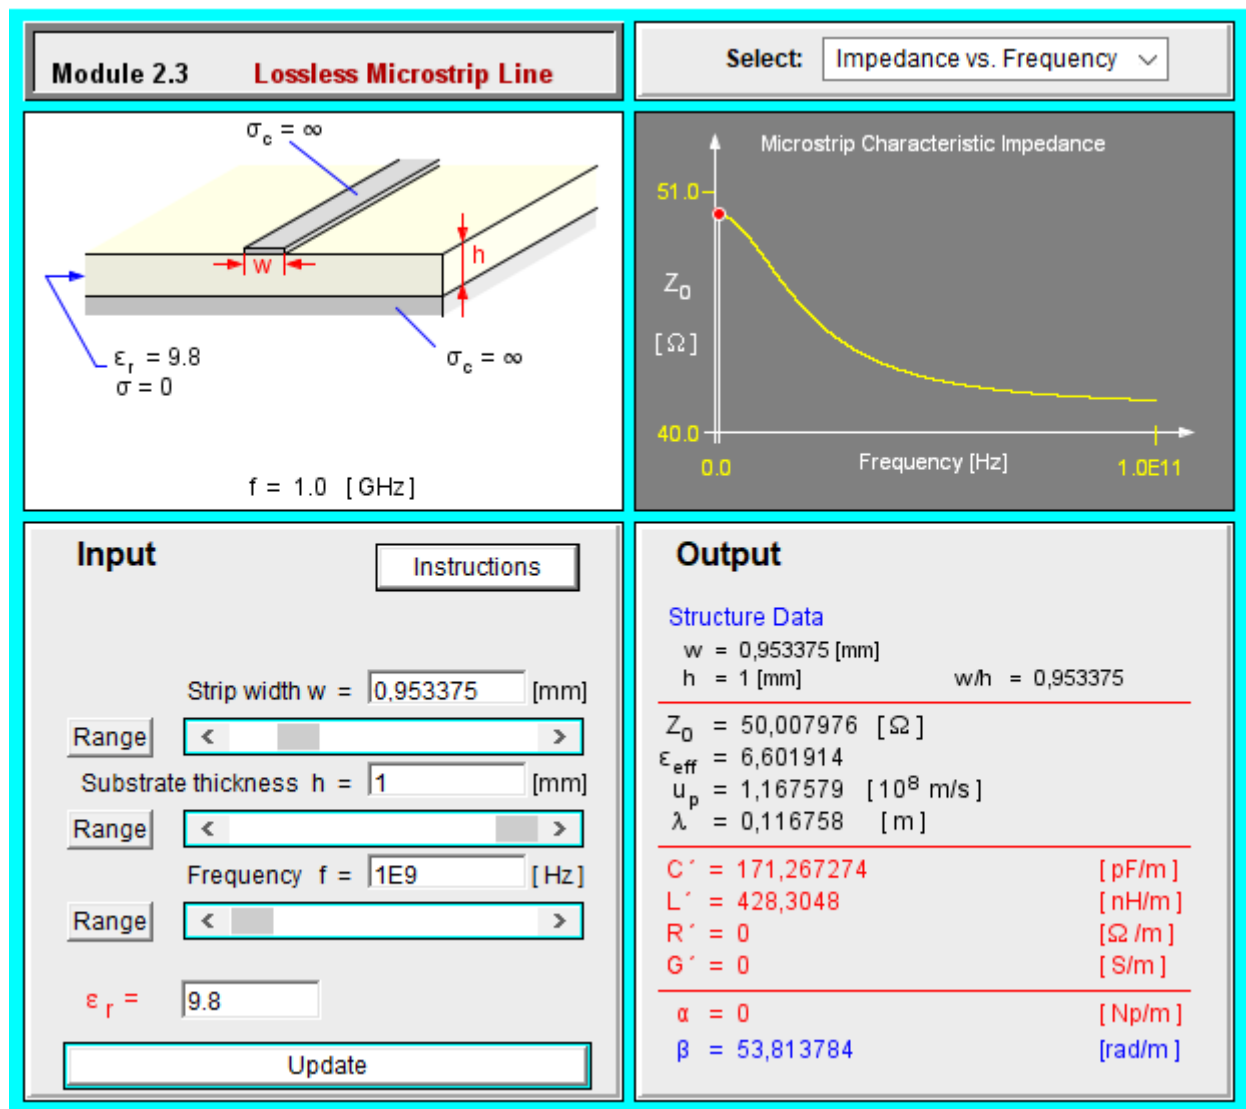 Module 2.3 Lossless Microstrip Line
Select: Impedance vs. Frequency
σc = ∞
w
h
εr = 9.8
σ = 0
σc = ∞
f = 1.0 [GHz]
Microstrip Characteristic Impedance
51.0
Z0
[Ω]
40.0
0.0
Frequency [Hz]
1.0E11
Input
Instructions
Strip width w = 0,953375 [mm]
Range
Substrate thickness h = 1 [mm]
Range
Frequency f = 1E9 [Hz]
Range
εr = 9.8
Update
Output
Structure Data
w = 0,953375 [mm]
h = 1 [mm] w/h = 0,953375
Z0 = 50,007976 [Ω]
εeff = 6,601914
up = 1,167579 [10⁸ m/s]
λ = 0,116758 [m]
C´ = 171,267274 [pF/m]
L´ = 428,3048 [nH/m]
R´ = 0 [Ω/m]
G´ = 0 [S/m]
α = 0 [Np/m]
β = 53,813784 [rad/m]